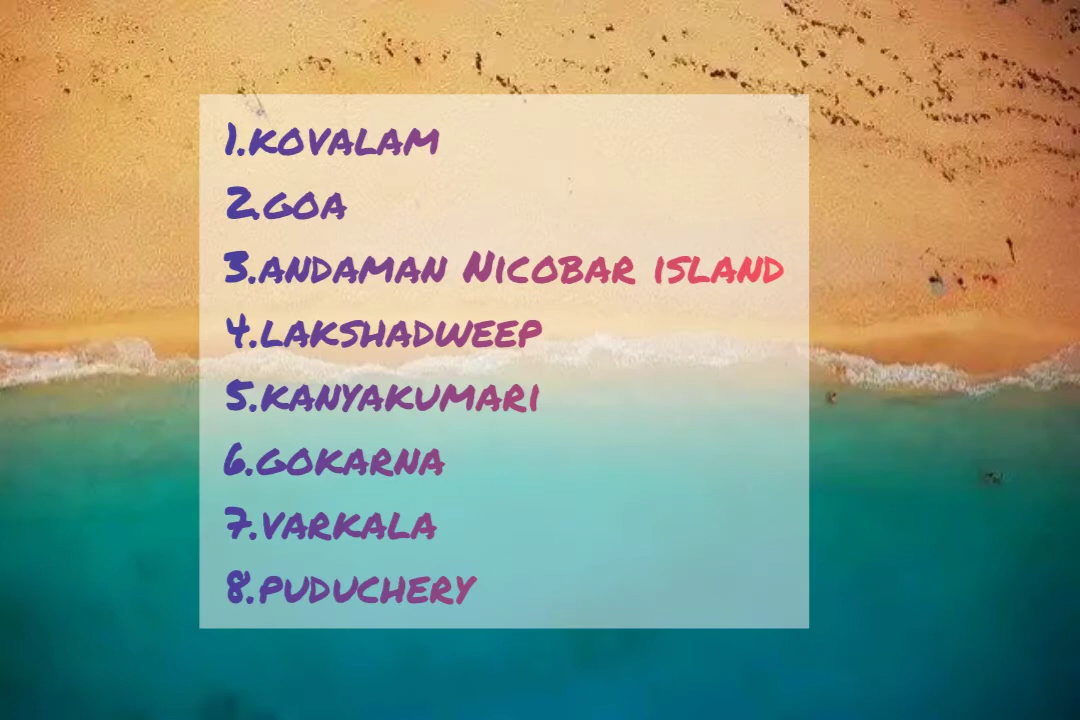 1.KOVALAM
2.GOA
3.ANDAMAN NICOBAR ISLAND
4.LAKSHADWEEP
5.KANYAKUMARI
6.GOKARNA
7.VARKALA
8.PUDUCHERY